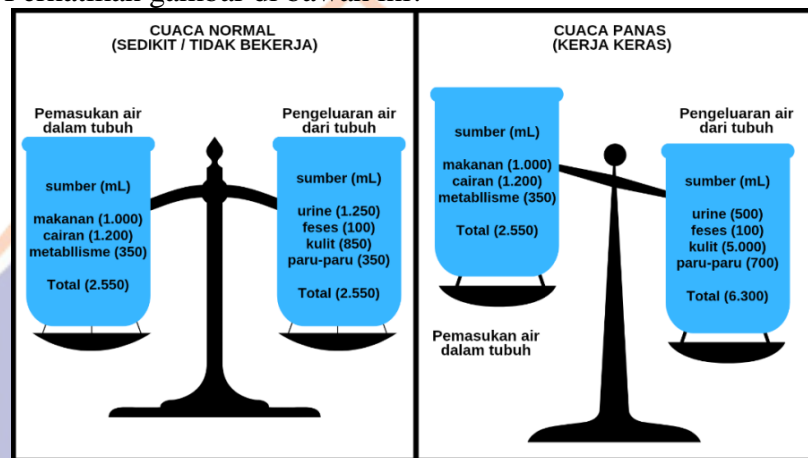 CUACA NORMAL
(SEDIKIT / TIDAK BEKERJA)
Pemasukan air
dalam tubuh
sumber (mL)
makanan (1.000)
cairan (1.200)
metabllisme (350)
Total (2.550)
Pengeluaran air
dari tubuh
sumber (mL)
urine (1.250)
feses (100)
kulit (850)
paru-paru (350)
Total (2.550)
CUACA PANAS
(KERJA KERAS)
sumber (mL)
makanan (1.000)
cairan (1.200)
metabllisme (350)
Total (2.550)
Pemasukan air
dalam tubuh
Pengeluaran air
dari tubuh
sumber (mL)
urine (500)
feses (100)
kulit (5.000)
paru-paru (700)
Total (6.300)